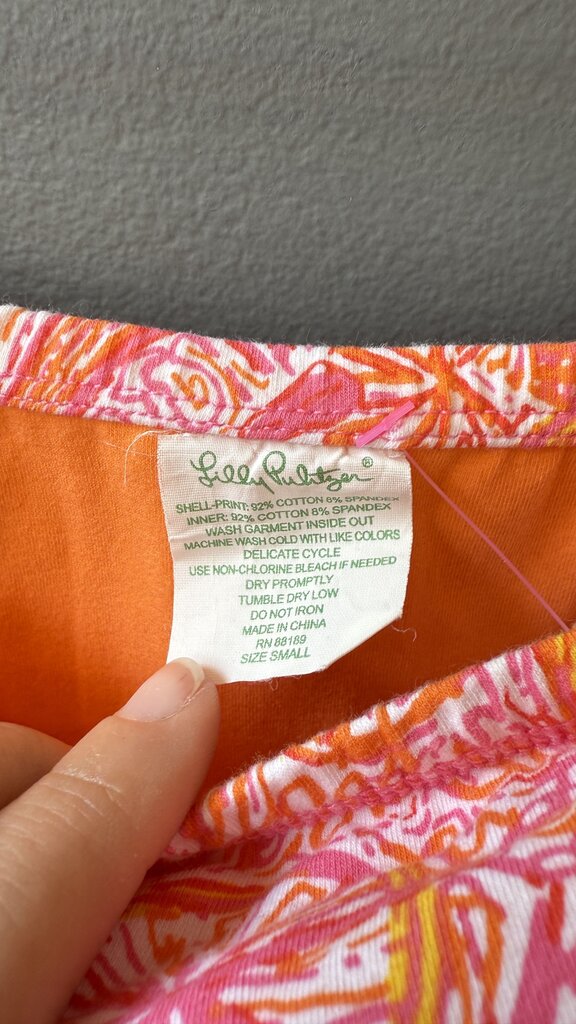 Lilly Pulitzer®
SHELL-PRINT: 92% COTTON 8% SPANDEX
INNER: 92% COTTON 8% SPANDEX
WASH GARMENT INSIDE OUT
MACHINE WASH COLD WITH LIKE COLORS
DELICATE CYCLE
USE NON-CHLORINE BLEACH IF NEEDED
DRY PROMPTLY
TUMBLE DRY LOW
DO NOT IRON
MADE IN CHINA
RN 88189
SIZE SMALL